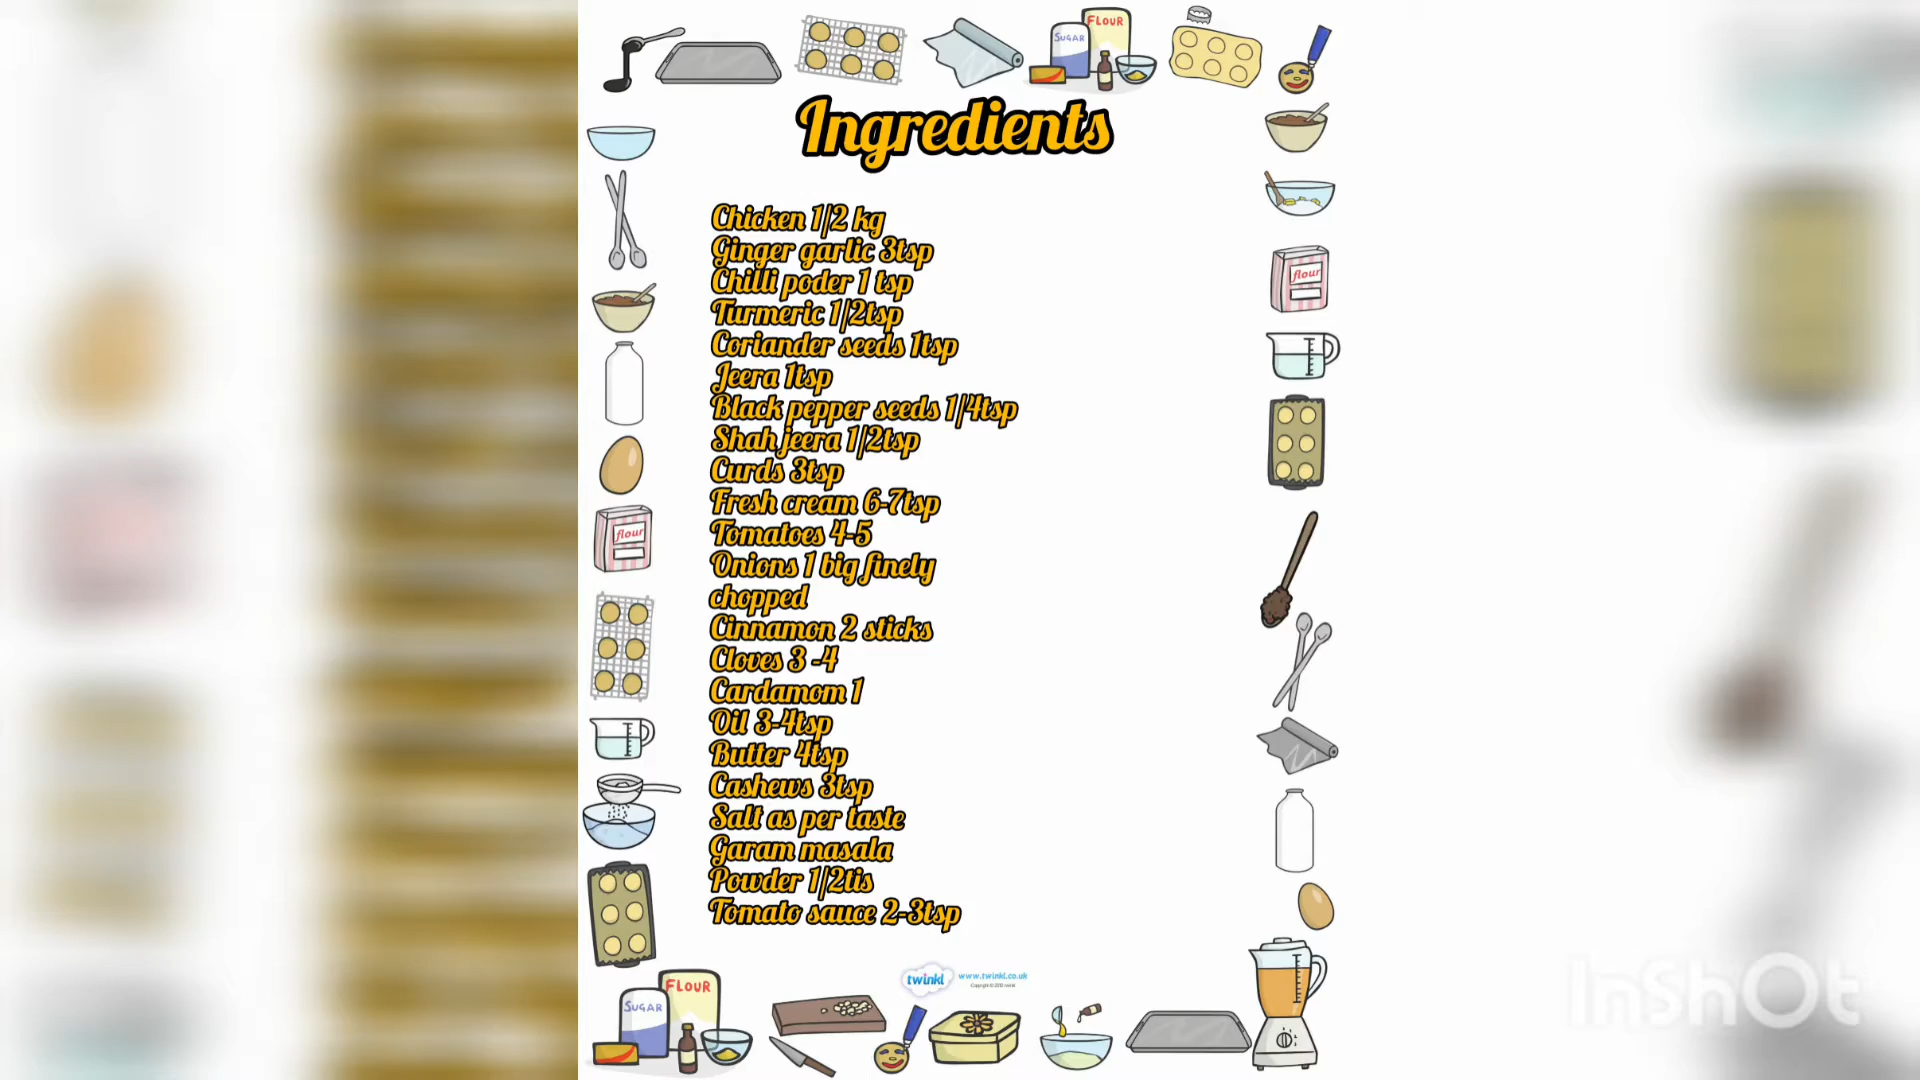 FLOUR
SUGAR
Ingredients
Chicken 1/2 kg
Ginger garlic 3tsp
Chilli poder 1 tsp
Turmeric 1/2tsp
Coriander seeds 1tsp
Jeera 1tsp
Black pepper seeds 1/4tsp
Shah jeera 1/2tsp
Curds 3tsp
Fresh cream 6-7tsp
Tomatoes 4-5
Onions 1 big finely
chopped
Cinnamon 2 sticks
Cloves 3 -4
Cardamom 1
Oil 3-4tsp
Butter 4tsp
Cashews 3tsp
Salt as per taste
Garam masala
Powder 1/2tis
Tomato sauce 2-3tsp
flour
flour
twinkl
www.twinkl.co.uk
FLOUR
SUGAR
InShOt